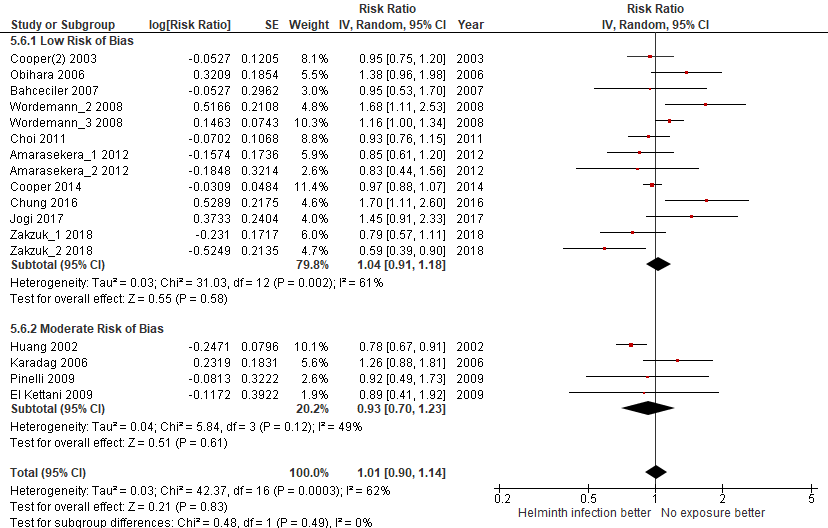 Risk Ratio Risk Ratio
Study or Subgroup log[Risk Ratio] SE Weight IV, Random, 95% CI Year IV, Random, 95% CI
5.6.1 Low Risk of Bias
Cooper(2) 2003 -0.0527 0.1205 8.1% 0.95 [0.75, 1.20] 2003
Obihara 2006 0.3209 0.1854 5.5% 1.38 [0.96, 1.98] 2006
Bahceciler 2007 -0.0527 0.2962 3.0% 0.95 [0.53, 1.70] 2007
Wordemann_2 2008 0.5166 0.2108 4.8% 1.68 [1.11, 2.53] 2008
Wordemann_3 2008 0.1463 0.0743 10.3% 1.16 [1.00, 1.34] 2008
Choi 2011 -0.0702 0.1068 8.8% 0.93 [0.76, 1.15] 2011
Amarasekera_1 2012 -0.1574 0.1736 5.9% 0.85 [0.61, 1.20] 2012
Amarasekera_2 2012 -0.1848 0.3214 2.6% 0.83 [0.44, 1.56] 2012
Cooper 2014 -0.0309 0.0484 11.4% 0.97 [0.88, 1.07] 2014
Chung 2016 0.5289 0.2175 4.6% 1.70 [1.11, 2.60] 2016
Jogi 2017 0.3733 0.2404 4.0% 1.45 [0.91, 2.33] 2017
Zakzuk_1 2018 -0.231 0.1717 6.0% 0.79 [0.57, 1.11] 2018
Zakzuk_2 2018 -0.5249 0.2135 4.7% 0.59 [0.39, 0.90] 2018
Subtotal (95% CI) 79.8% 1.04 [0.91, 1.18]
Heterogeneity: Tau² = 0.03; Chi² = 31.03, df = 12 (P = 0.002); I² = 61%
Test for overall effect: Z = 0.55 (P = 0.58)
5.6.2 Moderate Risk of Bias
Huang 2002 -0.2471 0.0796 10.1% 0.78 [0.67, 0.91] 2002
Karadag 2006 0.2319 0.1831 5.6% 1.26 [0.88, 1.81] 2006
Pinelli 2009 -0.0813 0.3222 2.6% 0.92 [0.49, 1.73] 2009
El Kettani 2009 -0.1172 0.3922 1.9% 0.89 [0.41, 1.92] 2009
Subtotal (95% CI) 20.2% 0.93 [0.70, 1.23]
Heterogeneity: Tau² = 0.04; Chi² = 5.84, df = 3 (P = 0.12); I² = 49%
Test for overall effect: Z = 0.51 (P = 0.61)
Total (95% CI) 100.0% 1.01 [0.90, 1.14]
Heterogeneity: Tau² = 0.03; Chi² = 42.37, df = 16 (P = 0.0003); I² = 62%
Test for overall effect: Z = 0.21 (P = 0.83)
Test for subgroup differences: Chi² = 0.48, df = 1 (P = 0.49), I² = 0%
0.2 0.5 1 2 5
Helminth infection better No exposure better